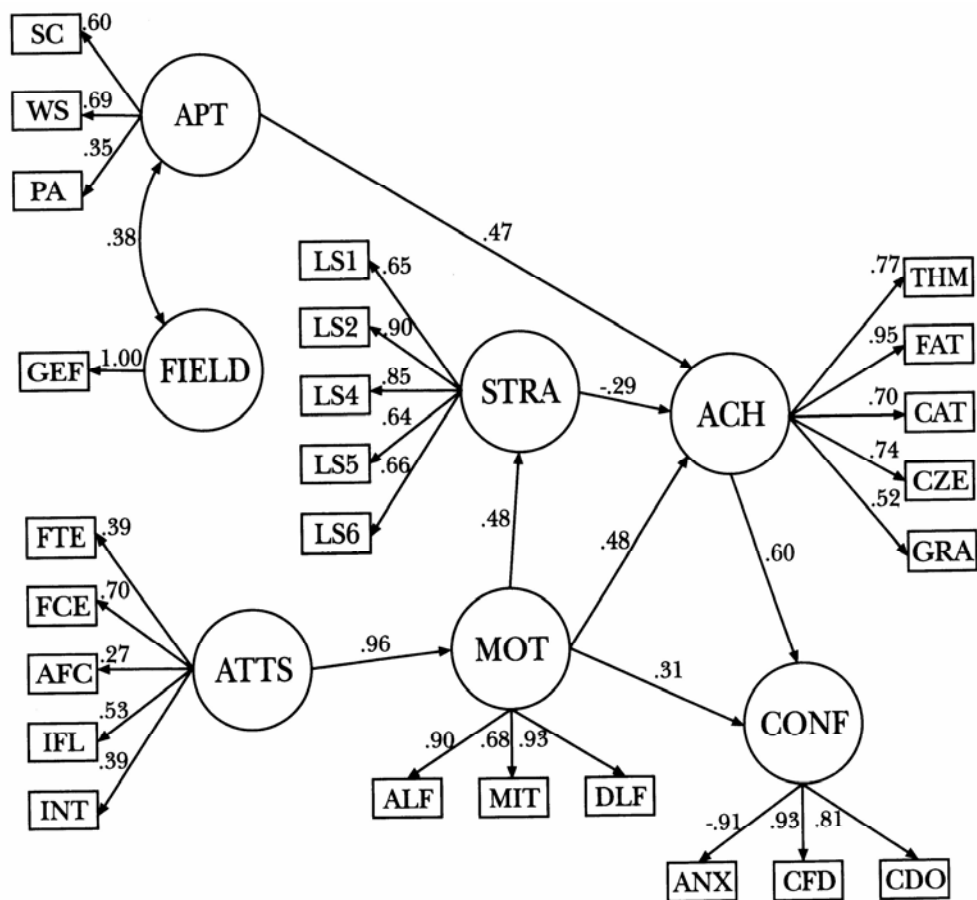 SC
.60
WS
.69
PA
.35
APT
.38
.47
GEF
1.00
FIELD
LS1
.65
LS2
.90
LS4
.85
LS5
.64
LS6
.66
STRA
-.29
ACH
THM
.77
FAT
.95
CAT
.70
CZE
.74
GRA
.52
.48
.48
.60
FTE
.39
FCE
.70
AFC
.27
IFL
.53
INT
.39
ATTS
.96
MOT
.31
CONF
.90
.68
.93
ALF
MIT
DLF
-.91
.93
.81
ANX
CFD
CDO